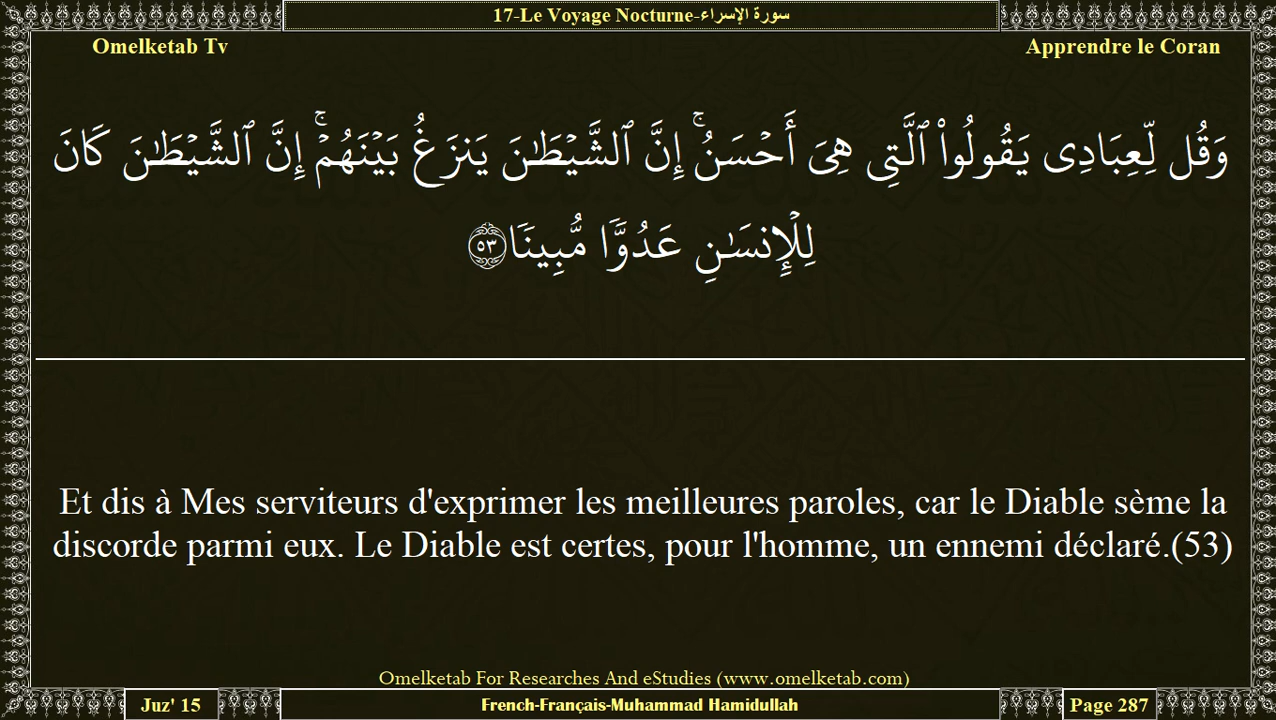 17-Le Voyage Nocturne-سورة الإسراء
Omelketab Tv
Apprendre le Coran
وَقُل لِّعِبَادِى يَقُولُوا۟ ٱلَّتِى هِىَ أَحْسَنُ ۚ إِنَّ ٱلشَّيْطَـٰنَ يَنزَغُ بَيْنَهُمْ ۚ إِنَّ ٱلشَّيْطَـٰنَ كَانَ
لِلْإِنسَـٰنِ عَدُوًّا مُّبِينًا ٥٣
Et dis à Mes serviteurs d'exprimer les meilleures paroles, car le Diable sème la
discorde parmi eux. Le Diable est certes, pour l'homme, un ennemi déclaré.(53)
Omelketab For Researches And eStudies (www.omelketab.com)
Juz' 15
French-Français-Muhammad Hamidullah
Page 287